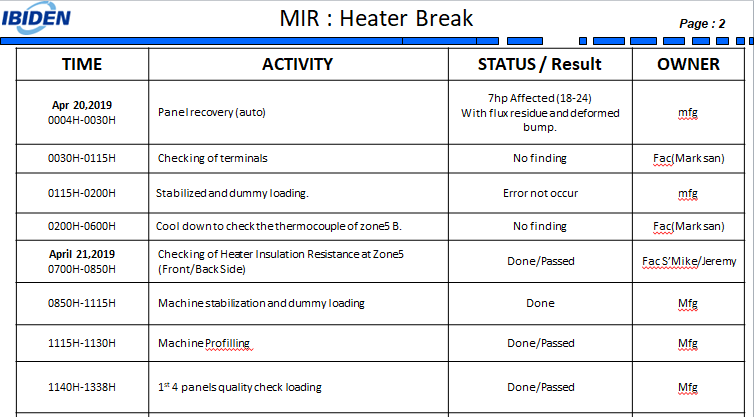 IBIDEN
MIR : Heater Break
Page : 2
TIME ACTIVITY STATUS / Result OWNER
Apr 20,2019
0004H-0030H
Panel recovery (auto)
7hp Affected (18-24)
With flux residue and deformed
bump.
mfg
0030H-0115H Checking of terminals No finding Fac(Mark san)
0115H-0200H Stabilized and dummy loading. Error not occur mfg
0200H-0600H Cool down to check the thermocouple of zone5 B. No finding Fac(Mark san)
April 21,2019
0700H-0850H
Checking of Heater Insulation Resistance at Zone5
(Front/Back Side)
Done/Passed
Fac S'Mike/Jeremy
0850H-1115H Machine stabilization and dummy loading Done Mfg
1115H-1130H Machine Profilling Done/Passed Mfg
1140H-1338H 1st 4 panels quality check loading Done/Passed Mfg